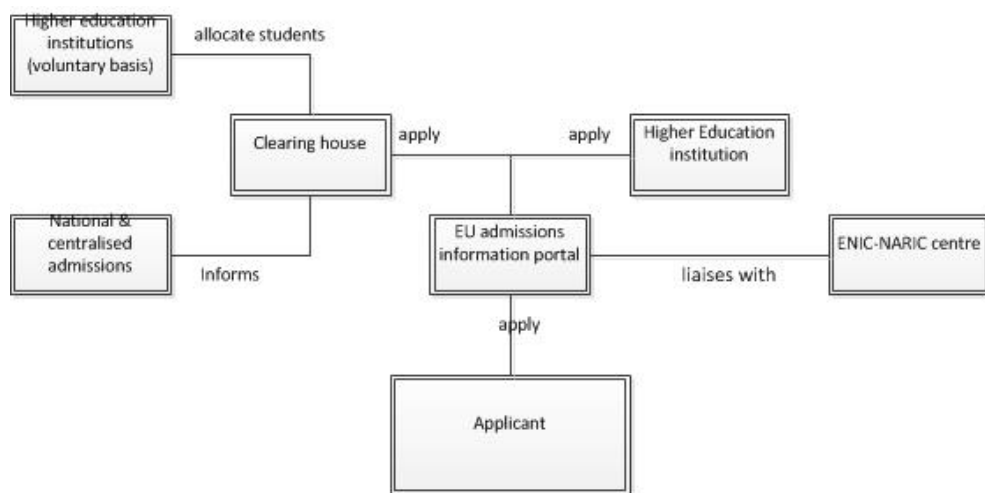 Higher education
institutions
(voluntary basis)
allocate students
Clearing house
apply
apply
Higher Education
institution
National &
centralised
admissions
Informs
EU admissions
information portal
liaises with
ENIC-NARIC centre
apply
Applicant